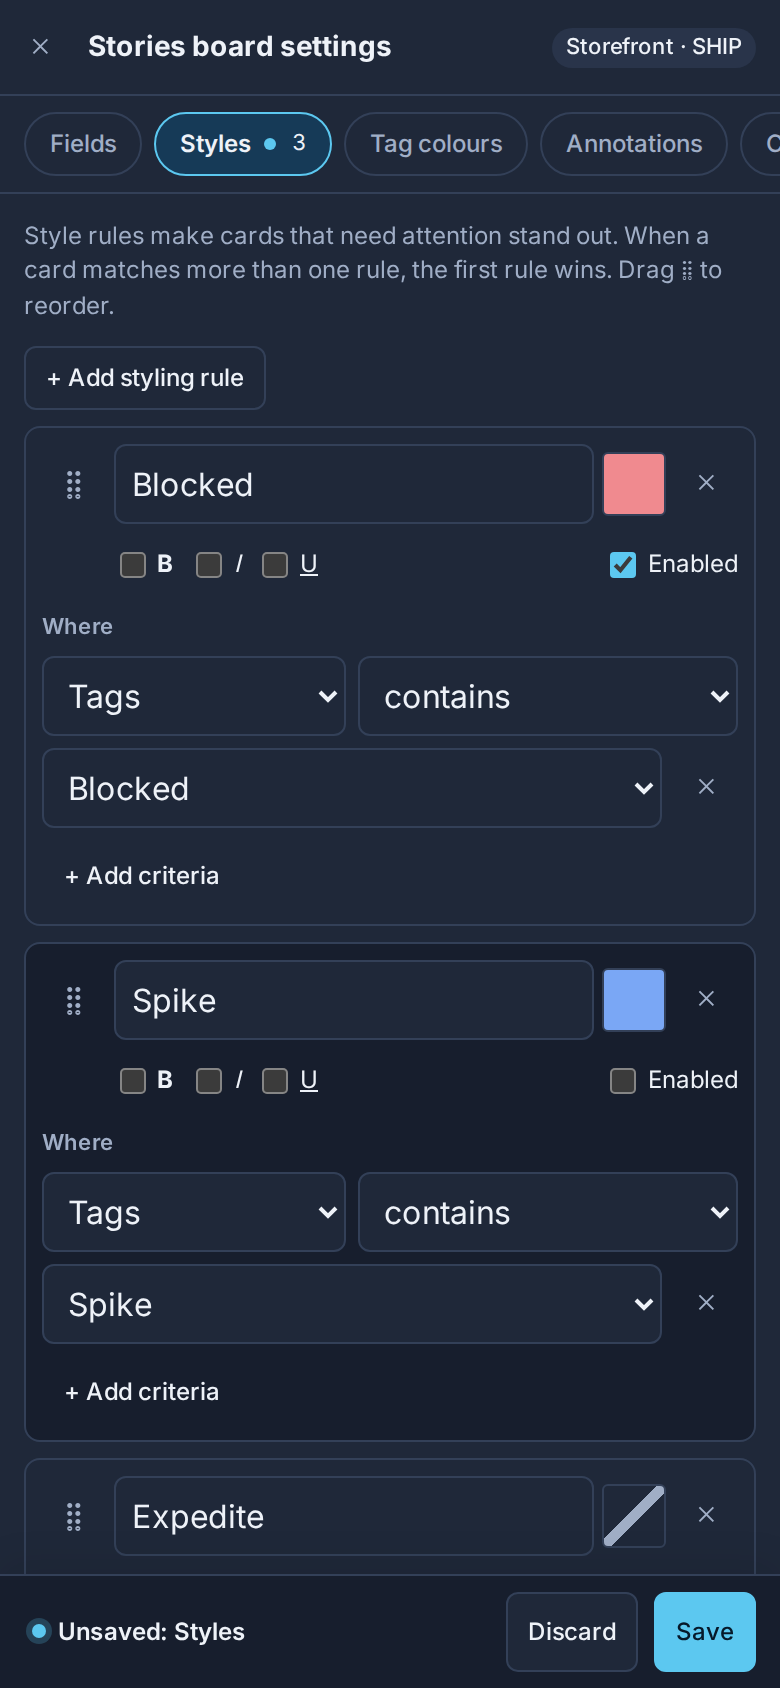 × Stories board settings Storefront · SHIP
Fields Styles 3 Tag colours Annotations
Style rules make cards that need attention stand out. When a
card matches more than one rule, the first rule wins. Drag ⣿ to
reorder.
+ Add styling rule
Blocked ×
B I U Enabled
Where
Tags contains
Blocked ×
+ Add criteria
Spike ×
B I U Enabled
Where
Tags contains
Spike ×
+ Add criteria
Expedite ×
Unsaved: Styles Discard Save